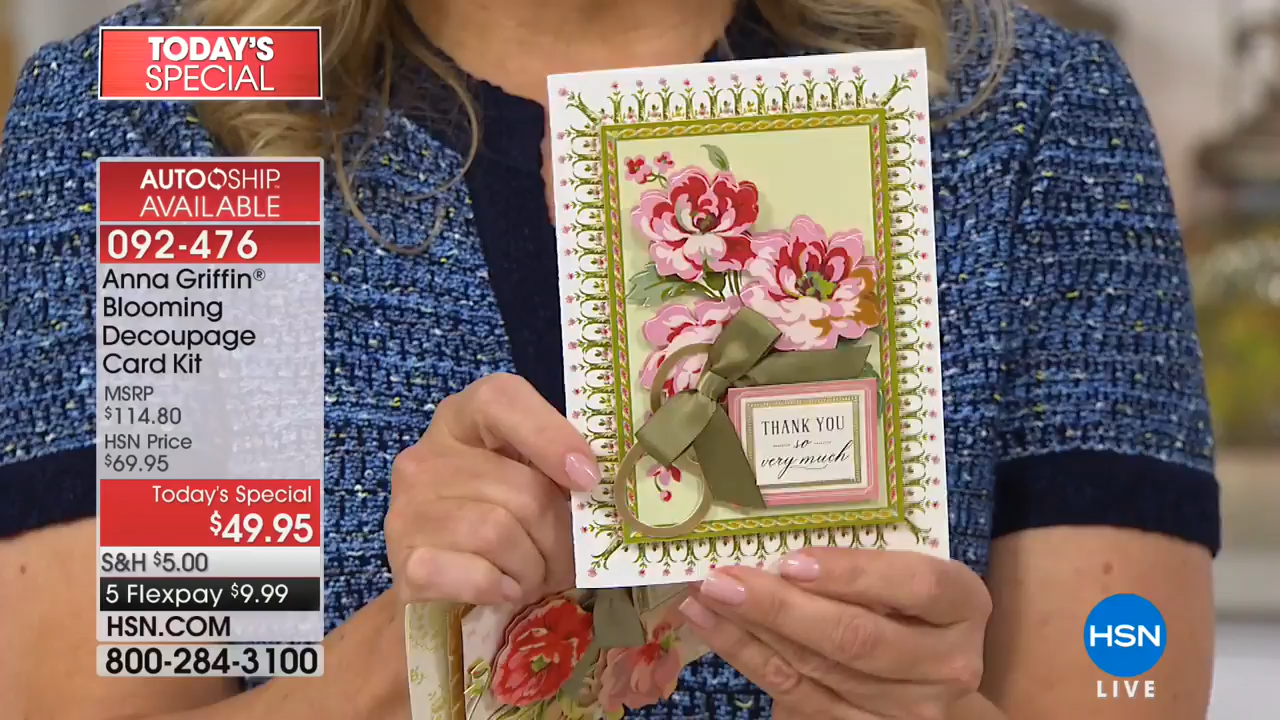 TODAY'S
SPECIAL
AUTOSHIP™
AVAILABLE
092-476
Anna Griffin®
Blooming
Decoupage
Card Kit
MSRP
$114.80
HSN Price
$69.95
Today's Special
$49.95
S&H $5.00
5 Flexpay $9.99
HSN.COM
800-284-3100
THANK YOU
so
very much
HSN
LIVE